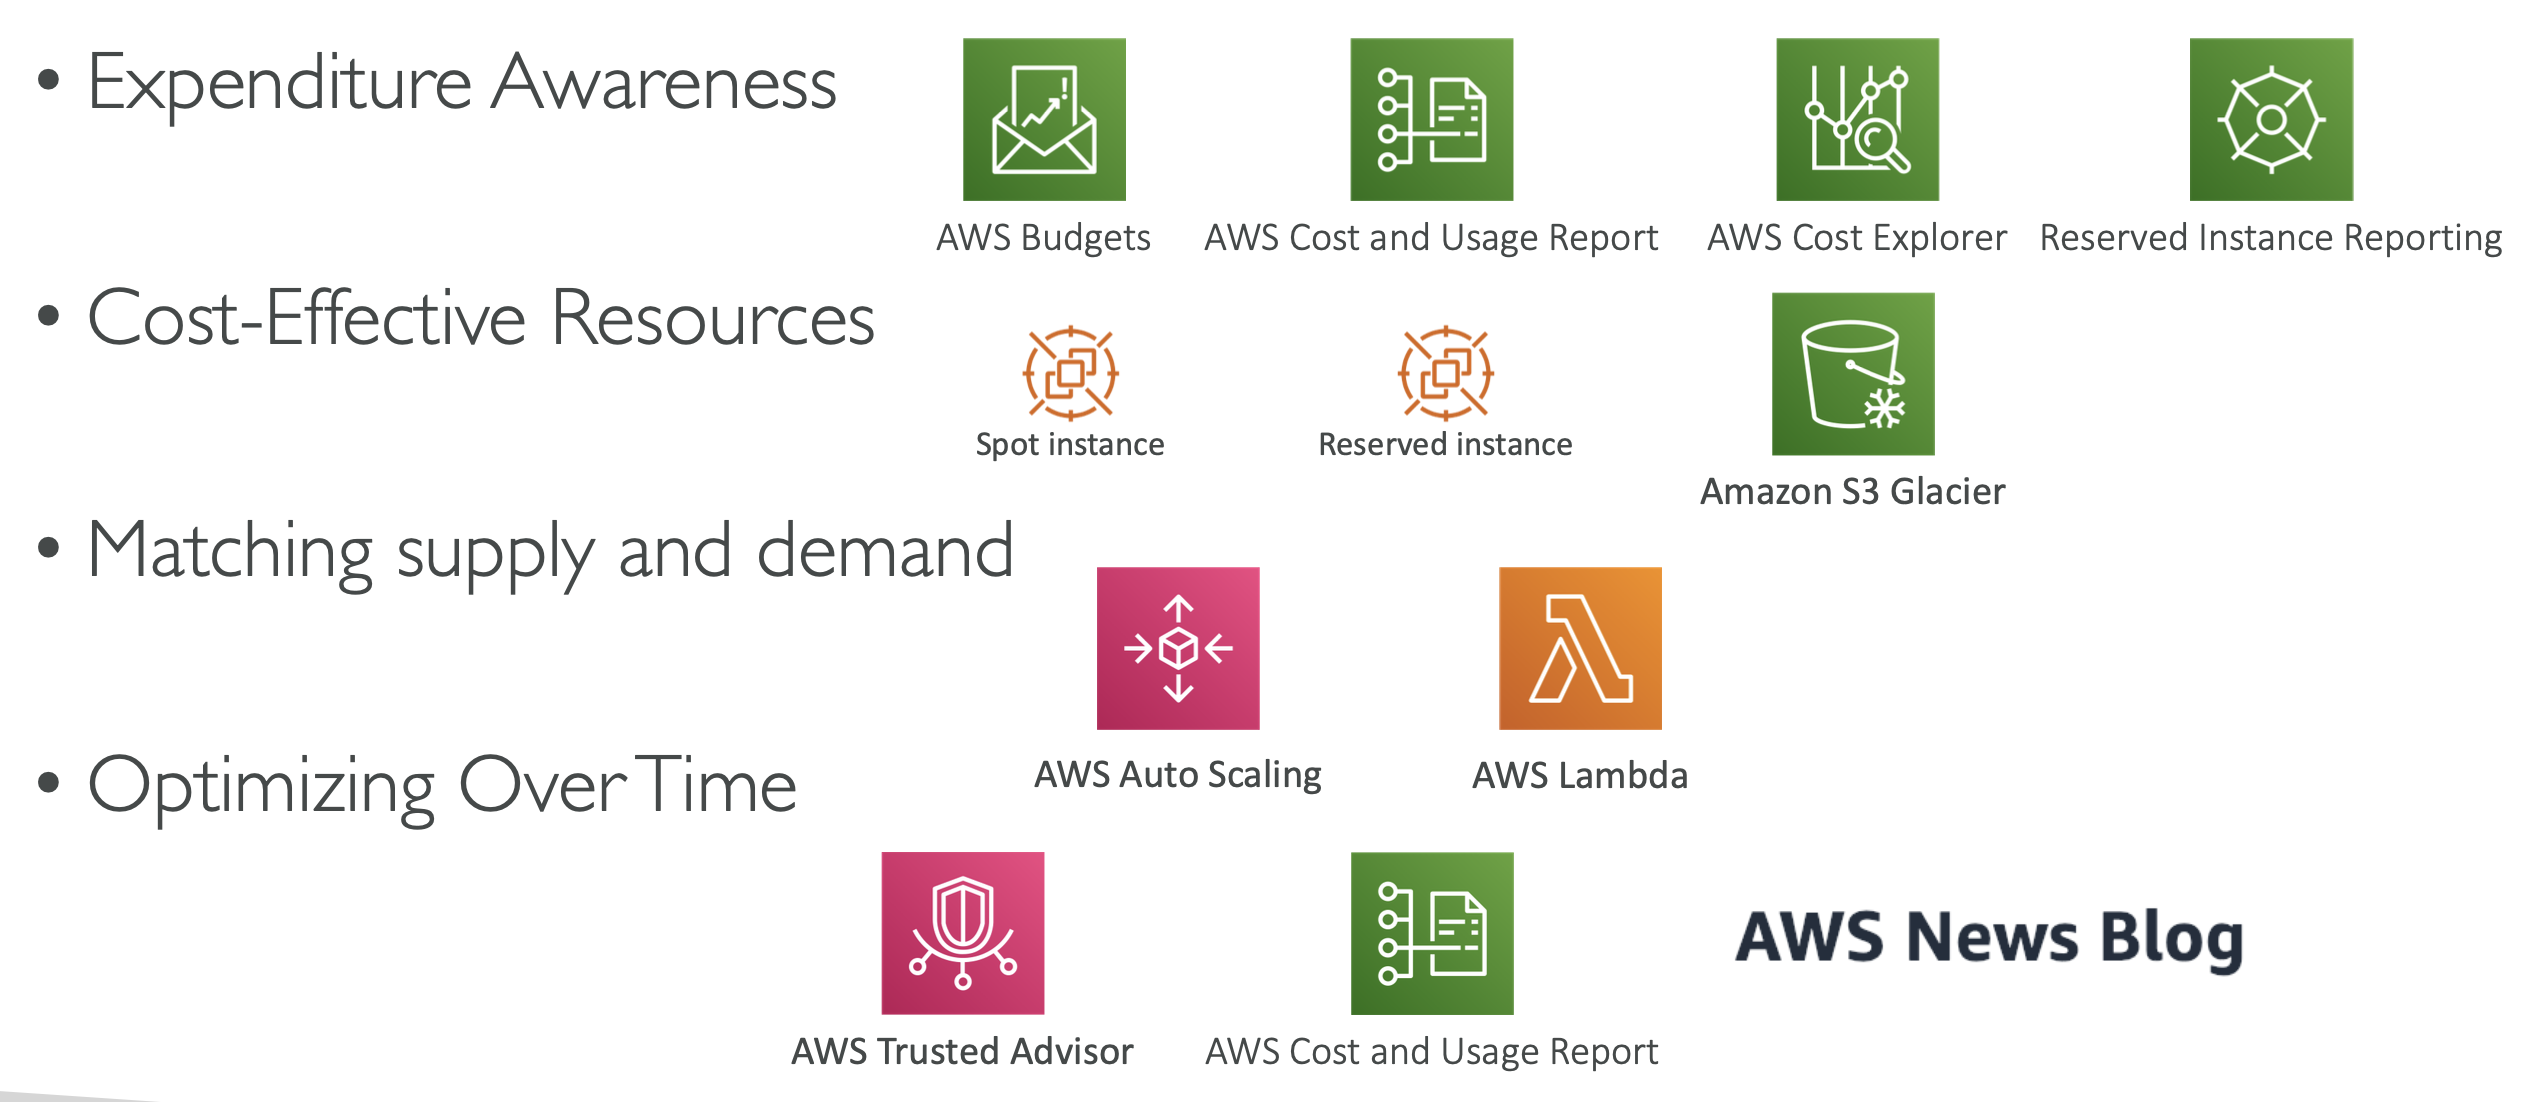 • Expenditure Awareness
AWS Budgets
AWS Cost and Usage Report
AWS Cost Explorer
Reserved Instance Reporting
• Cost-Effective Resources
Spot instance
Reserved instance
Amazon S3 Glacier
• Matching supply and demand
AWS Auto Scaling
AWS Lambda
• Optimizing Over Time
AWS Trusted Advisor
AWS Cost and Usage Report
AWS News Blog